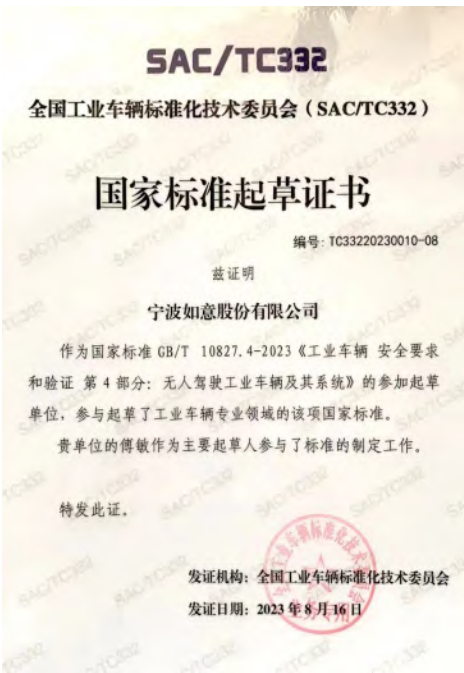 SAC/TC332
全国工业车辆标准化技术委员会（SAC/TC332）
国家标准起草证书
编号：TC33220230010-08
兹证明
宁波如意股份有限公司
作为国家标准 GB/T 10827.4-2023《工业车辆 安全要求
和验证 第 4 部分：无人驾驶工业车辆及其系统》的参加起草
单位，参与起草了工业车辆专业领域的该项国家标准。
贵单位的傅敏作为主要起草人参与了标准的制定工作。
特发此证。
发证机构：全国工业车辆标准化技术委员会
发证日期：2023 年 8 月 16 日